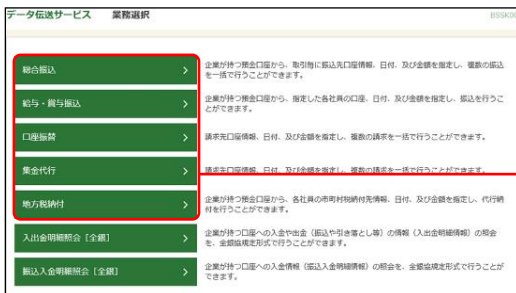 データ伝送サービス 業務選択
BSSK00
総合振込
企業が持つ預金口座から、取引毎に振込先口座情報、日付、及び金額を指定し、複数の振込
を一括で行うことができます。
給与・賞与振込
企業が持つ預金口座から、指定した各社員の口座、日付、及び金額を指定し、振込を行うこ
とができます。
口座振替
請求先口座情報、日付、及び金額を指定し、複数の請求を一括で行うことができます。
集金代行
請求先口座情報、日付、及び金額を指定し、複数の請求を一括で行うことができます。
地方税納付
企業が持つ預金口座から、各社員の市町村税納付先情報、日付、及び金額を指定し、代行納
付を行うことができます。
入出金明細照会［全銀］
企業が持つ口座への入金や出金（振込や引き落とし等）の情報（入出金明細情報）の照会
を、全銀協規定形式で行うことができます。
振込入金明細照会［全銀］
企業が持つ口座への入金情報（振込入金明細情報）の照会を、全銀協規定形式で行うことが
できます。